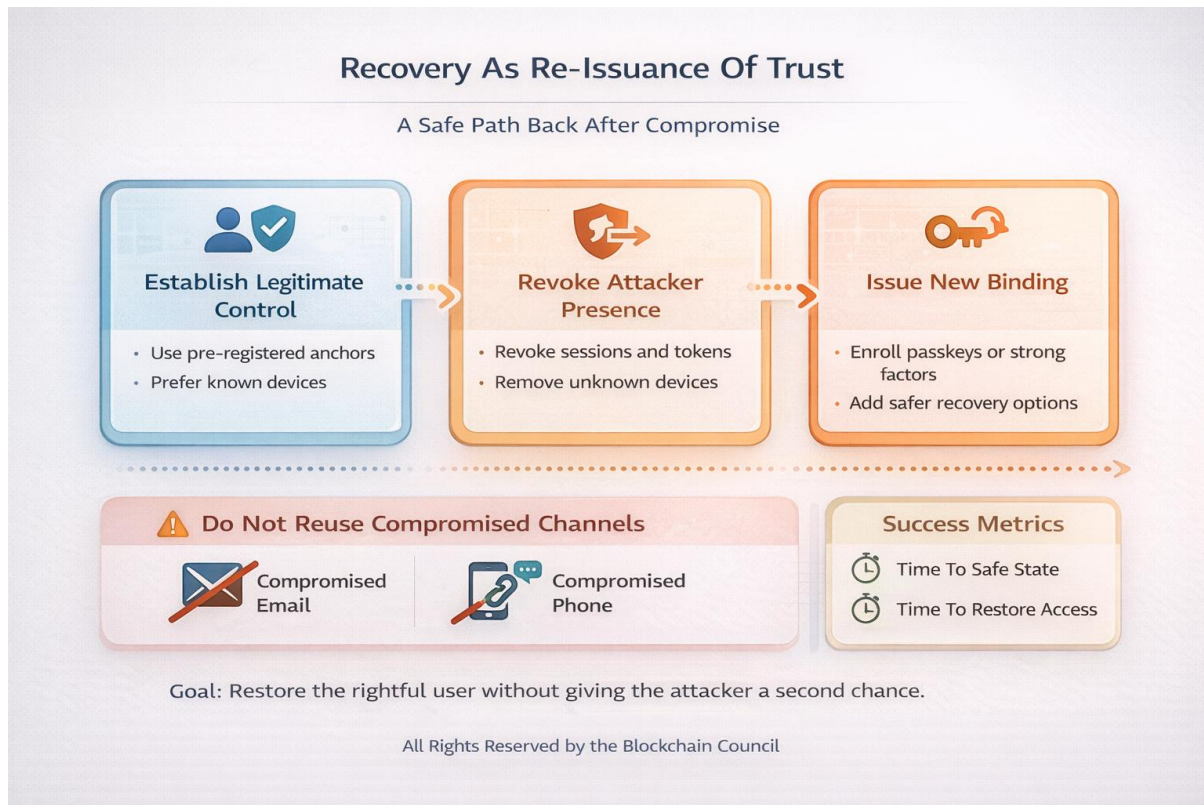 Recovery As Re-Issuance Of Trust
A Safe Path Back After Compromise
Establish Legitimate
Control
• Use pre-registered anchors
• Prefer known devices
Revoke Attacker
Presence
• Revoke sessions and tokens
• Remove unknown devices
Issue New Binding
• Enroll passkeys or strong
factors
• Add safer recovery options
Do Not Reuse Compromised Channels
Compromised
Email
Compromised
Phone
Success Metrics
Time To Safe State
Time To Restore Access
Goal: Restore the rightful user without giving the attacker a second chance.
All Rights Reserved by the Blockchain Council